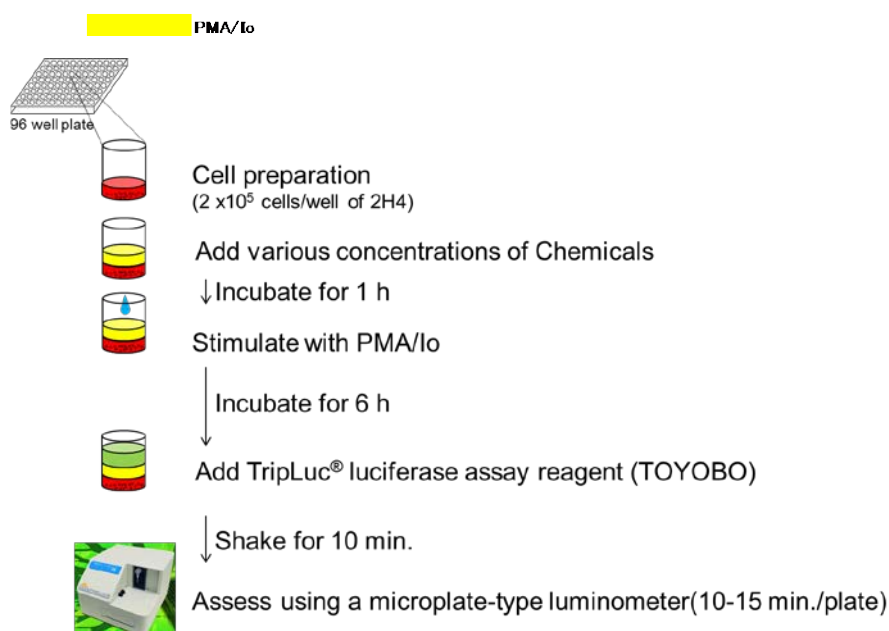 PMA/Io
96 well plate
Cell preparation
(2 x10⁵ cells/well of 2H4)
Add various concentrations of Chemicals
↓Incubate for 1 h
Stimulate with PMA/Io
Incubate for 6 h
Add TripLuc® luciferase assay reagent (TOYOBO)
Shake for 10 min.
Assess using a microplate-type luminometer(10-15 min./plate)